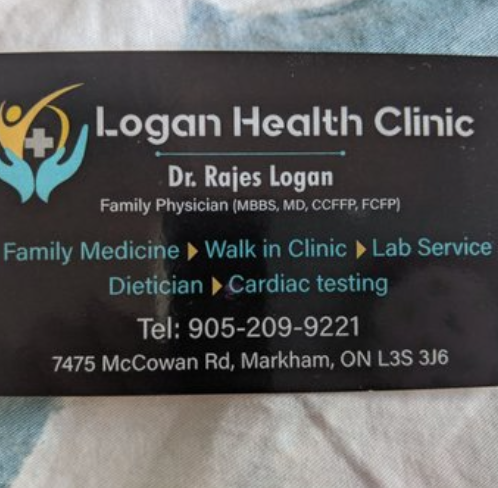 Logan Health Clinic
Dr. Rajes Logan
Family Physician (MBBS, MD, CCFFP, FCFP)
Family Medicine Walk in Clinic Lab Service
Dietician Cardiac testing
Tel: 905-209-9221
7475 McCowan Rd, Markham, ON L3S 3J6